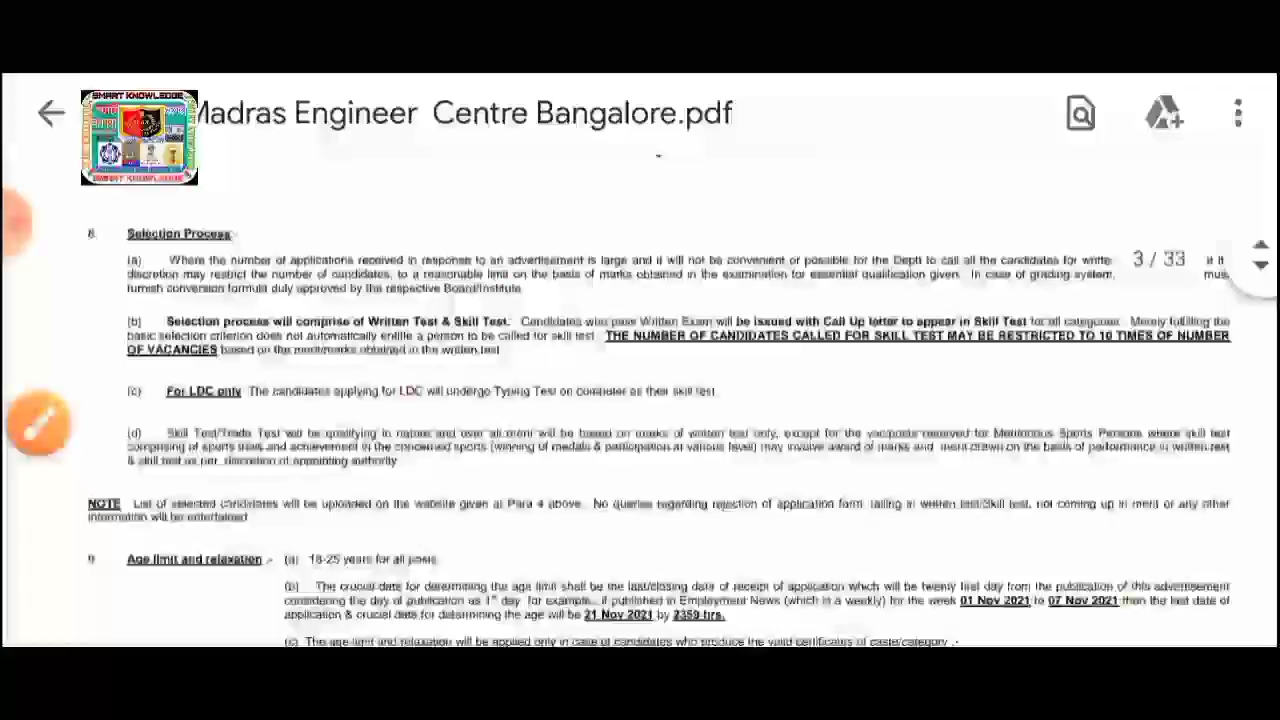 SMART KNOWLEDGE
Madras Engineer Centre Bangalore.pdf
SMART KNOWLEDGE
3 / 33
8. Selection Process
(a) Where the number of applications received in response to an advertisement is large and it will not be convenient or possible for the Deptt to call all the candidates for written
discretion may restrict the number of candidates, to a reasonable limit on the basis of marks obtained in the examination for essential qualification given. In case of grading system,
furnish conversion formula duly approved by the respective Board/Institute
(b) Selection process will comprise of Written Test & Skill Test. Candidates who pass Written Exam will be issued with Call Up letter to appear in Skill Test for all categories. Merely fulfilling the
basic selection criterion does not automatically entitle a person to be called for skill test. THE NUMBER OF CANDIDATES CALLED FOR SKILL TEST MAY BE RESTRICTED TO 10 TIMES OF NUMBER
OF VACANCIES based on the merit/marks obtained in the written test
(c) For LDC only The candidates applying for LDC will undergo Typing Test on computer as their skill test
(d) Skill Test/Trade Test will be qualifying in nature and over all merit will be based on marks of written test only, except for the vac/posts reserved for Meritorious Sports Persons where skill test
comprising of sports trials and achievement in the concerned sports (winning of medals & participation at various level) may involve award of marks and merit drawn on the basis of performance in written test
& skill test as per discretion of appointing authority
NOTE List of selected candidates will be uploaded on the website given at Para 4 above. No queries regarding rejection of application form, failing in written test/Skill test, not coming up in merit or any other
information will be entertained
9 Age limit and relaxation :- (a) 18-25 years for all posts
(b) The crucial date for determining the age limit shall be the last/closing date of receipt of application which will be twenty first day from the publication of this advertisement
considering the day of publication as 1st day for example, if published in Employment News (which is a weekly) for the week 01 Nov 2021 to 07 Nov 2021 then the last date of
application & crucial date for determining the age will be 21 Nov 2021 by 2359 hrs.
(c) The age limit and relaxation will be applied only in case of candidates who produce the valid certificates of caste/category :-